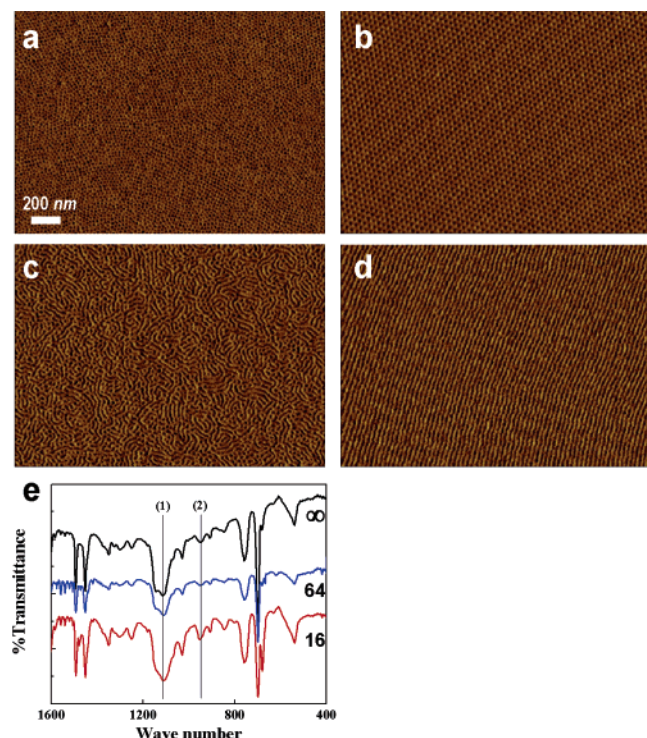 a
b
200 nm
c
d
e
(1)
(2)
∞
64
16
%Transmittance
1600
1200
800
400
Wave number